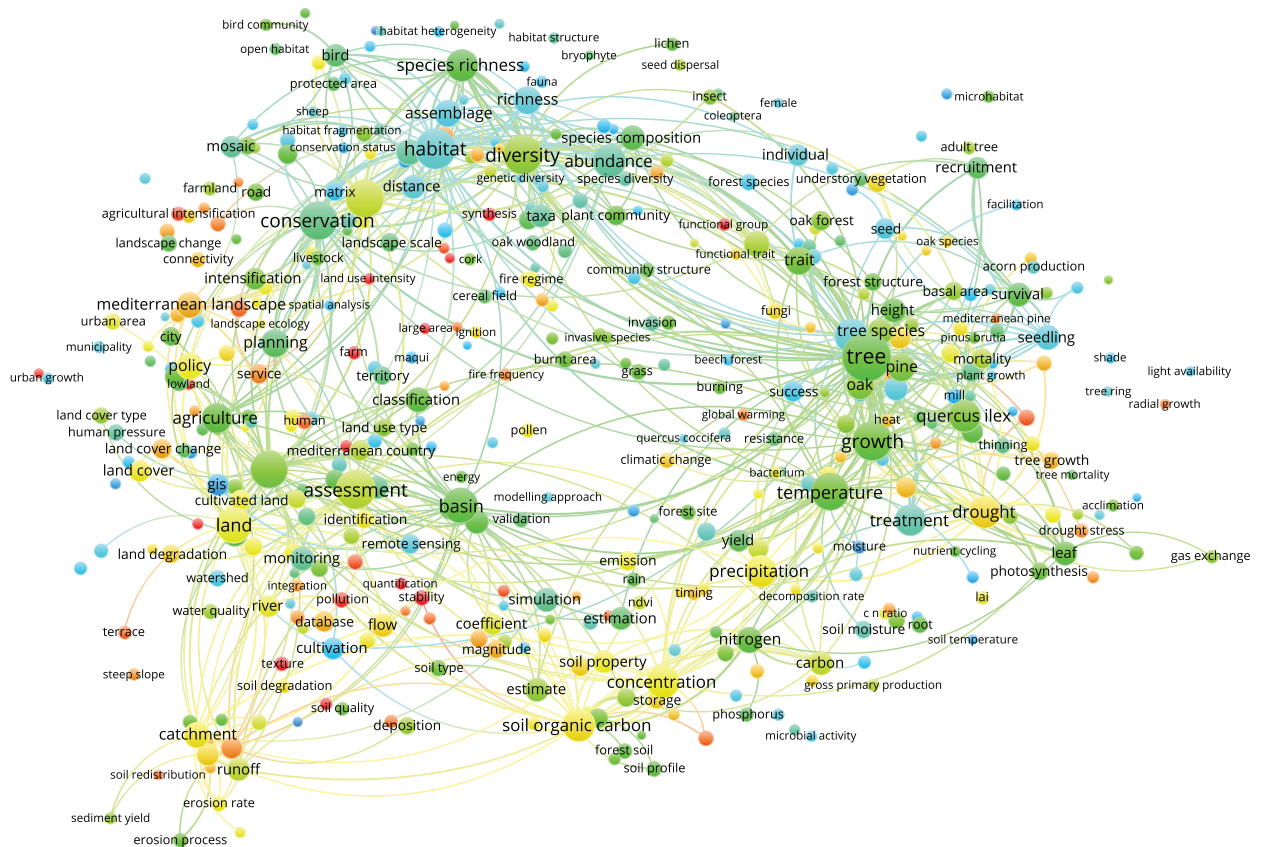 bird community
habitat heterogeneity
habitat structure
lichen
open habitat
bird
bryophyte
species richness
seed dispersal
protected area
fauna
richness
insect
female
microhabitat
sheep
assemblage
coleoptera
habitat fragmentation
species composition
mosaic
conservation status
habitat
diversity
abundance
individual
adult tree
recruitment
genetic diversity
species diversity
forest species
understory vegetation
farmland
road
matrix
distance
agricultural intensification
conservation
synthesis
taxa
plant community
functional group
oak forest
seed
facilitation
landscape change
landscape scale
oak woodland
oak species
connectivity
livestock
cork
functional trait
trait
community structure
acorn production
intensification
land use intensity
fire regime
forest structure
basal area
survival
mediterranean landscape
spatial analysis
cereal field
fungi
height
urban area
landscape ecology
large area
ignition
invasion
tree species
mediterranean pine
city
planning
invasive species
pinus brutia
seedling
municipality
farm
maqui
burnt area
beech forest
tree
mortality
shade
policy
service
territory
fire frequency
grass
pine
plant growth
light availability
urban growth
lowland
burning
success
oak
mill
tree ring
radial growth
classification
land cover type
agriculture
human
land use type
global warming
heat
quercus ilex
human pressure
pollen
quercus coccifera
resistance
growth
thinning
land cover change
mediterranean country
climatic change
tree growth
land cover
energy
bacterium
tree mortality
gis
assessment
modelling approach
temperature
cultivated land
basin
forest site
drought
acclimation
land
identification
validation
treatment
drought stress
land degradation
monitoring
remote sensing
yield
moisture
nutrient cycling
leaf
gas exchange
watershed
emission
precipitation
photosynthesis
integration
quantification
rain
water quality
river
pollution
stability
simulation
ndvi
timing
decomposition rate
lai
terrace
database
flow
coefficient
estimation
c n ratio
soil moisture
root
cultivation
magnitude
nitrogen
soil temperature
texture
soil type
soil property
carbon
steep slope
soil degradation
estimate
concentration
gross primary production
soil quality
storage
phosphorus
catchment
deposition
soil organic carbon
microbial activity
forest soil
soil redistribution
runoff
soil profile
erosion rate
sediment yield
erosion process